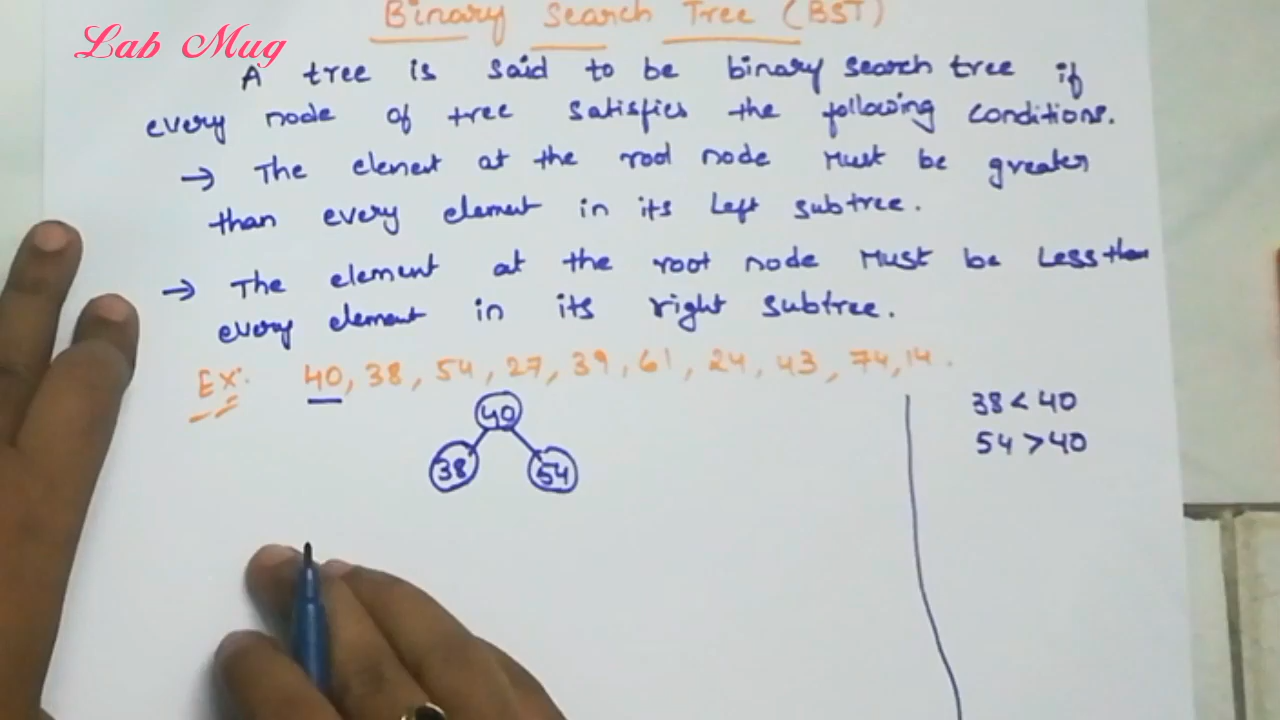 Binary Search Tree (BST)
Lab Mug
A tree is said to be binary search tree if
every node of tree satisfies the following conditions.
→ The elenent at the root node Must be greater
than every element in its Left subtree.
→ The element at the root node Must be Less than
every element in its right subtree.
Ex: 40, 38, 54, 27, 39, 61, 24, 43, 74, 14.
40
38 54
38 < 40
54 > 40